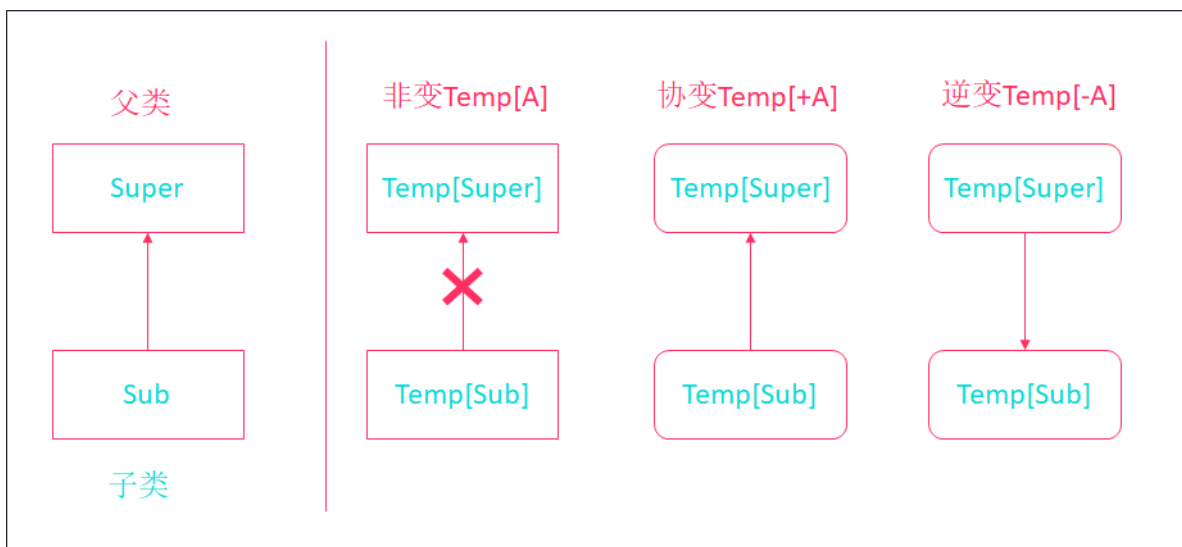 父类
Super
Sub
子类
非变Temp[A]
Temp[Super]
Temp[Sub]
协变Temp[+A]
Temp[Super]
Temp[Sub]
逆变Temp[-A]
Temp[Super]
Temp[Sub]